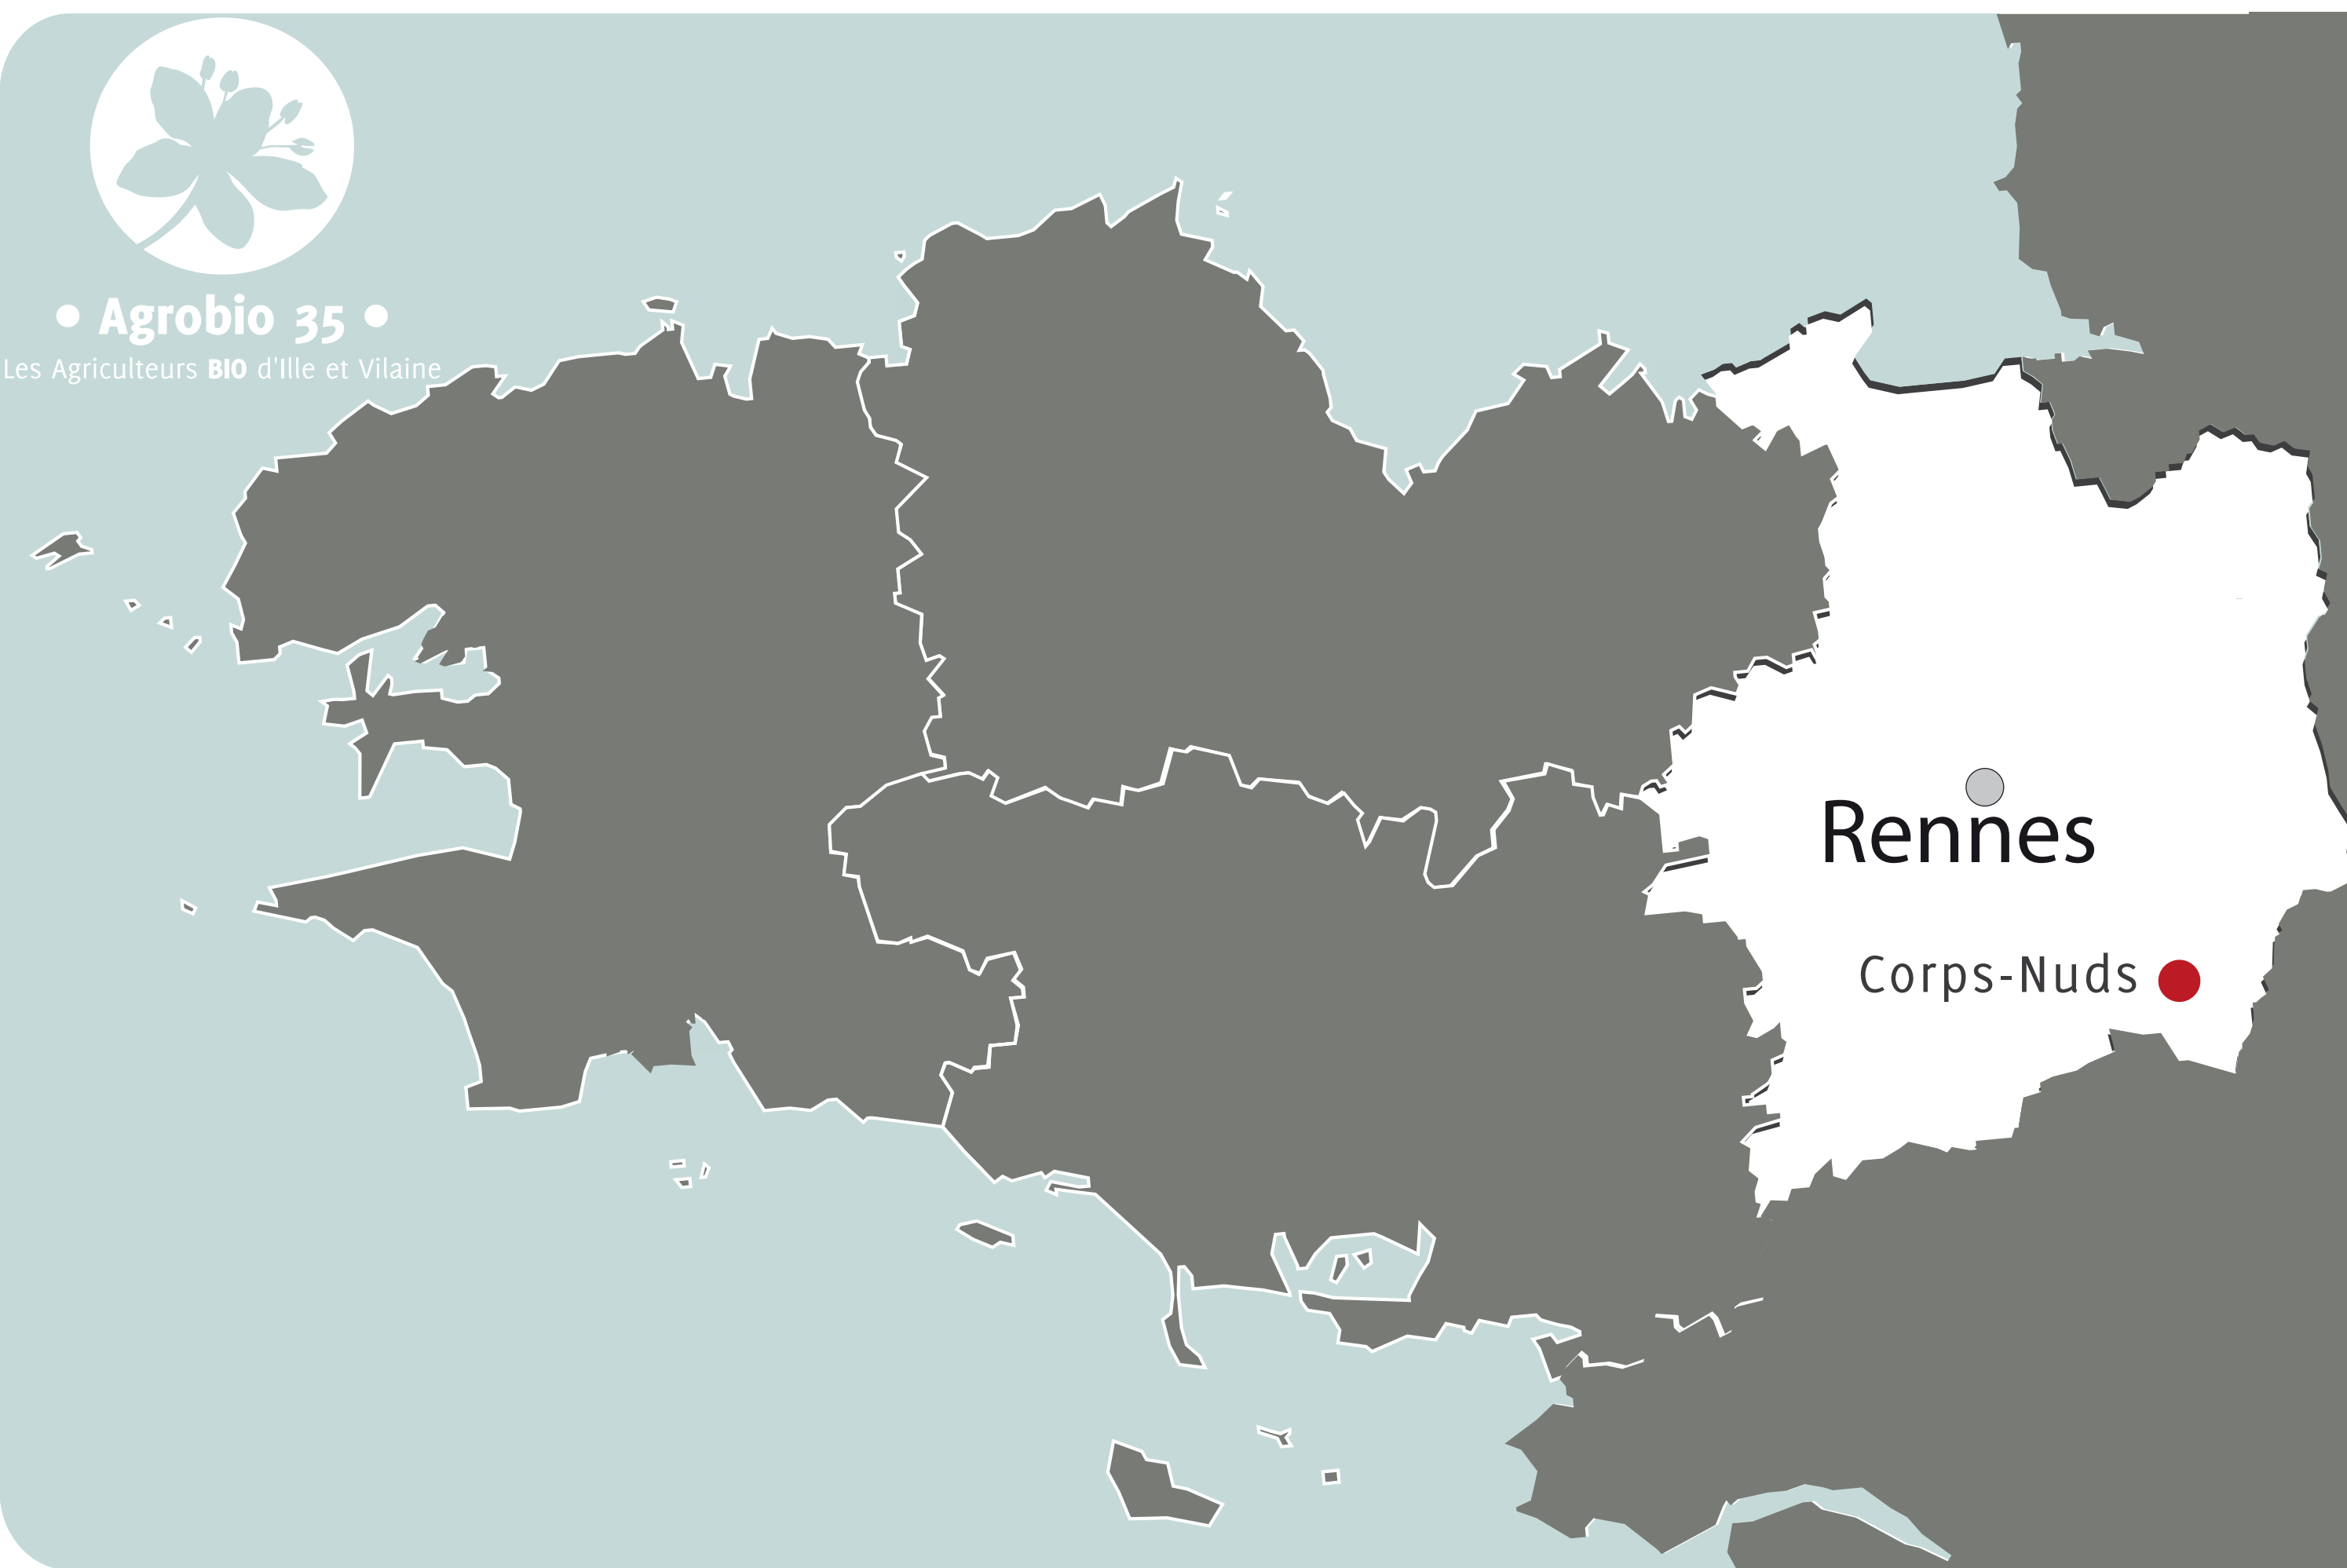 • Agrobio 35 •
Les Agriculteurs BIO d'Ille et Vilaine
Rennes
Corps-Nuds